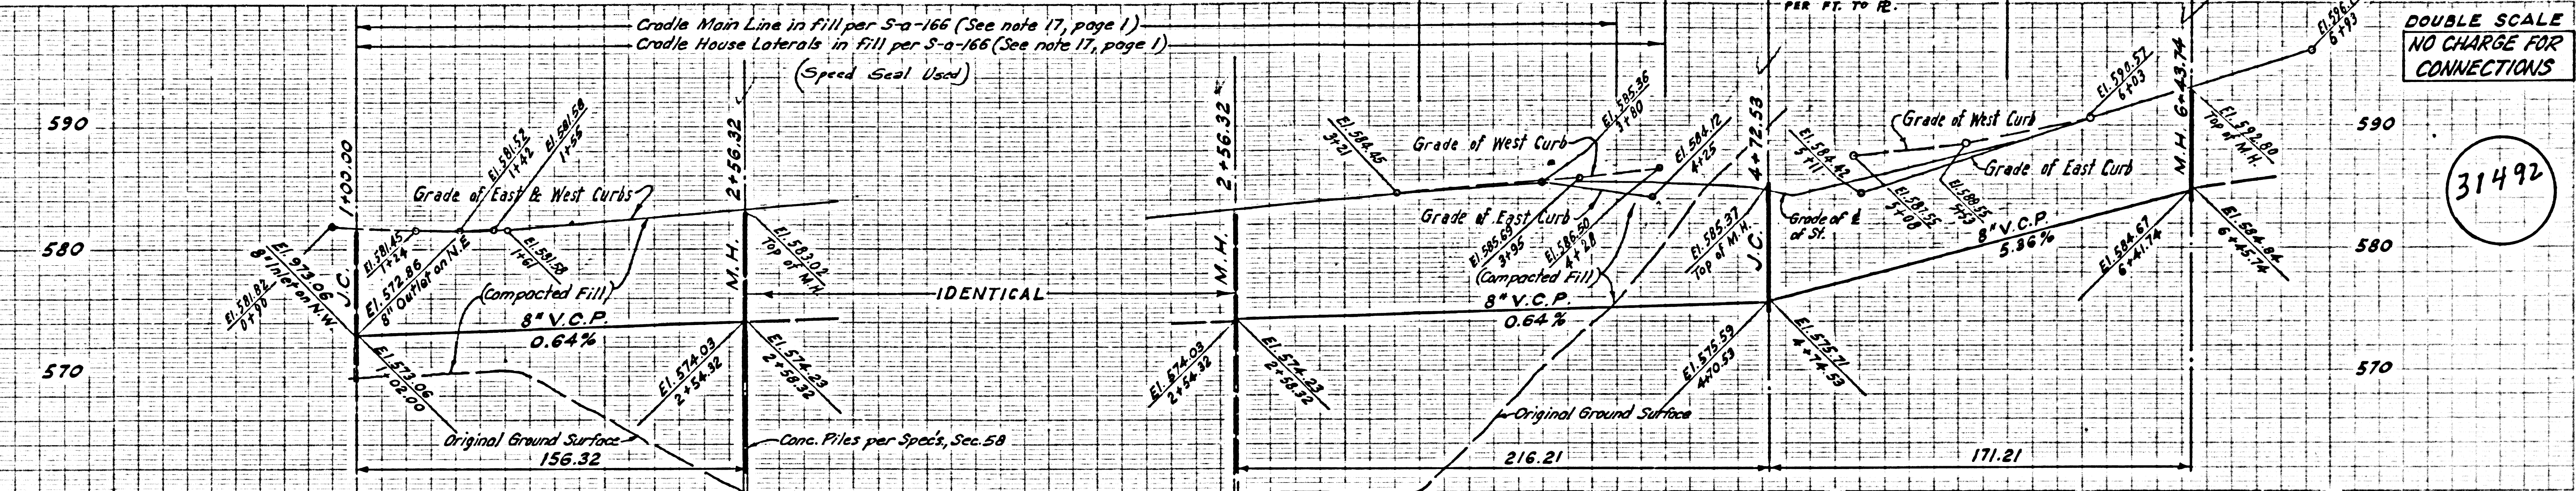 PER FT. TO ℞.
Cradle Main Line in fill per S-a-166 (See note 17, page 1)
Cradle House Laterals in fill per S-a-166 (See note 17, page 1)
(Speed Seal Used)
DOUBLE SCALE
NO CHARGE FOR
CONNECTIONS
31492
590
580
570
590
580
570
J.C. 1+00.00
El. 581.82
0+90
El. 973.06
8" Inlet on N.W.
El. 581.45
1+24
El. 572.86
8" Outlet on N.E
El. 581.52
1+42
El. 581.58
1+56
El. 581.58
1+61
Grade of East & West Curbs
(Compacted Fill)
8" V.C.P.
0.64%
El. 573.06
1+02.00
Original Ground Surface
156.32
M.H. 2+56.32
El. 583.02
Top of M.H.
El. 574.03
2+54.32
El. 574.23
2+58.32
Conc. Piles per Spec's, Sec. 58
IDENTICAL
M.H. 2+56.32
El. 574.03
2+54.32
El. 574.23
2+58.32
El. 584.45
3+21
Grade of West Curb
El. 585.36
3+80
El. 584.12
4+25
Grade of East Curb
El. 585.69
3+95
El. 586.50
4+28
(Compacted Fill)
8" V.C.P.
0.64%
Original Ground Surface
216.21
J.C. 4+72.53
El. 585.37
Top of M.H.
El. 575.59
4+70.53
El. 575.71
4+74.53
Grade of ℄
of St.
El. 584.42
5+11
El. 587.55
5+08
El. 588.55
5+53
Grade of West Curb
Grade of East Curb
El. 590.57
6+03
8" V.C.P.
5.36%
171.21
M.H. 6+43.74
El. 592.80
Top of M.H.
El. 584.67
6+41.74
El. 584.84
6+45.74
6+93